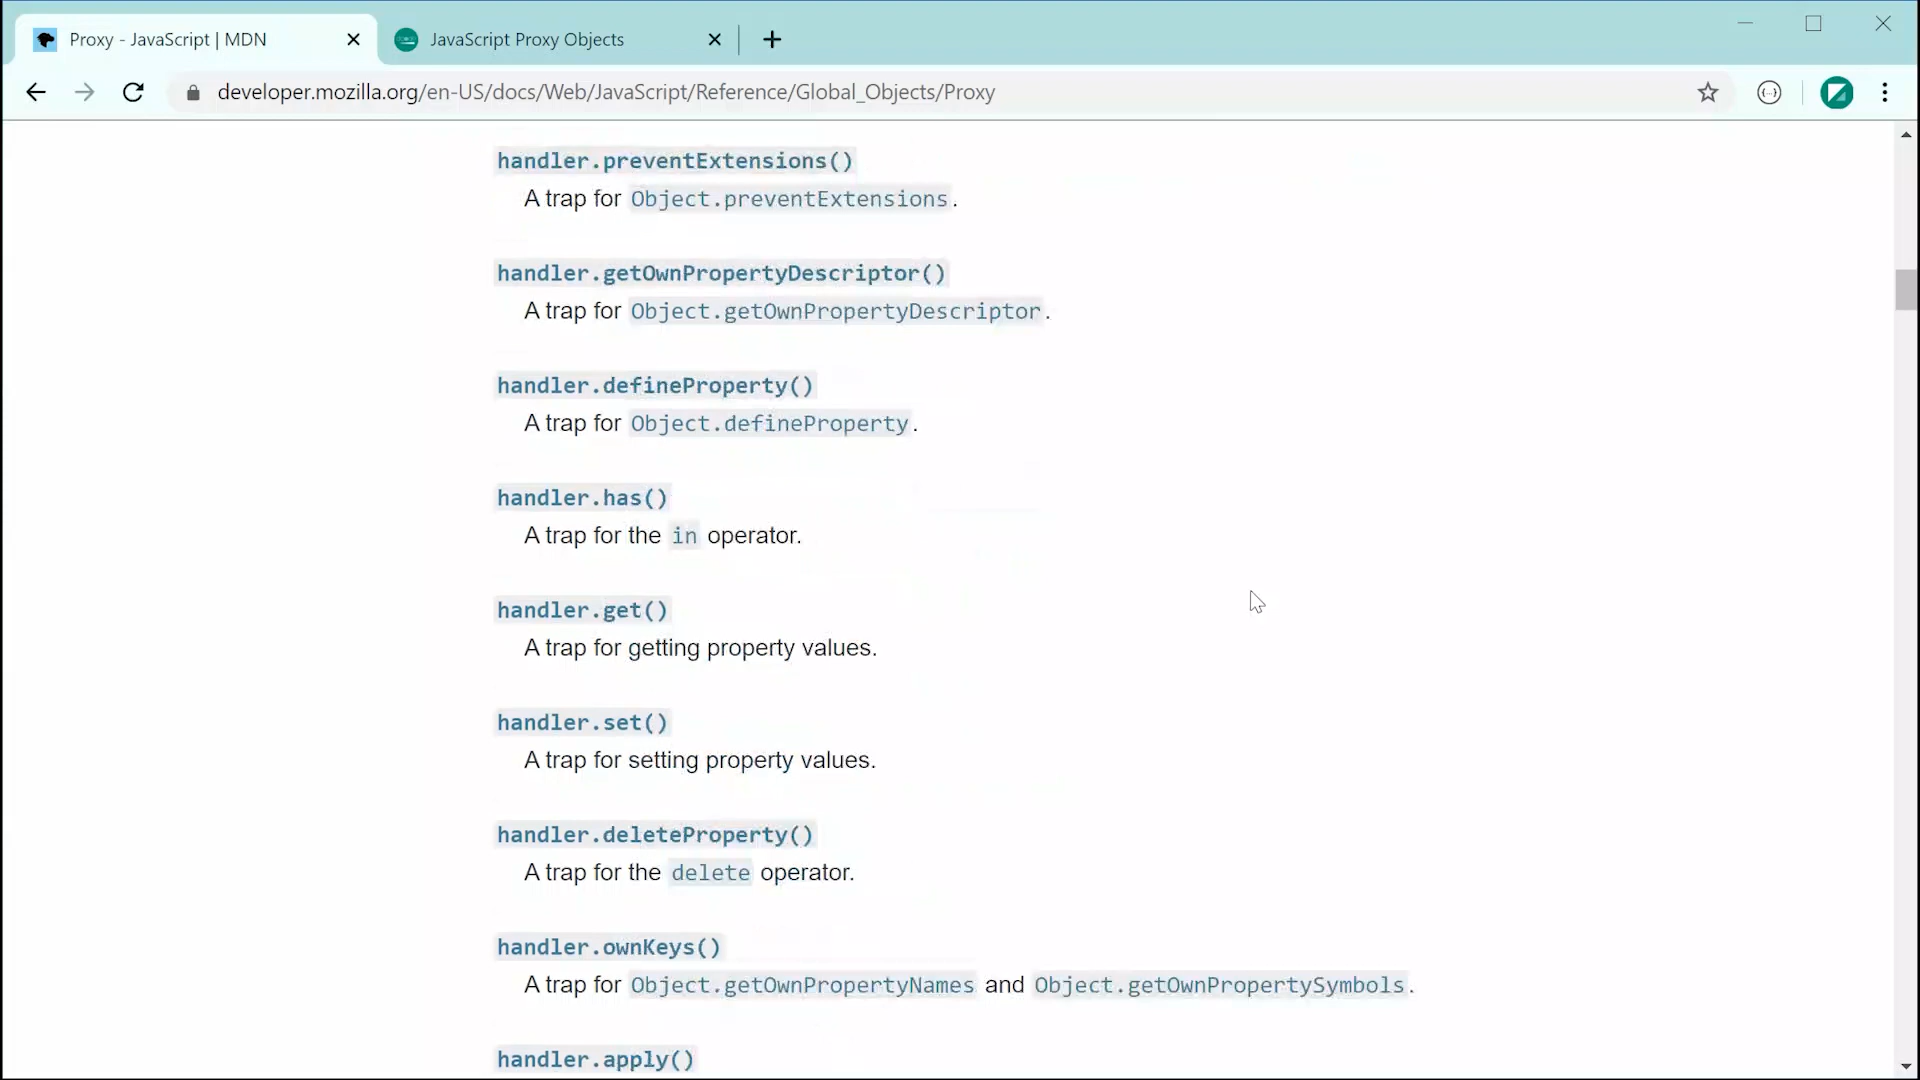 Proxy - JavaScript | MDN
JavaScript Proxy Objects
developer.mozilla.org/en-US/docs/Web/JavaScript/Reference/Global_Objects/Proxy
handler.preventExtensions()
A trap for Object.preventExtensions.
handler.getOwnPropertyDescriptor()
A trap for Object.getOwnPropertyDescriptor.
handler.defineProperty()
A trap for Object.defineProperty.
handler.has()
A trap for the in operator.
handler.get()
A trap for getting property values.
handler.set()
A trap for setting property values.
handler.deleteProperty()
A trap for the delete operator.
handler.ownKeys()
A trap for Object.getOwnPropertyNames and Object.getOwnPropertySymbols.
handler.apply()